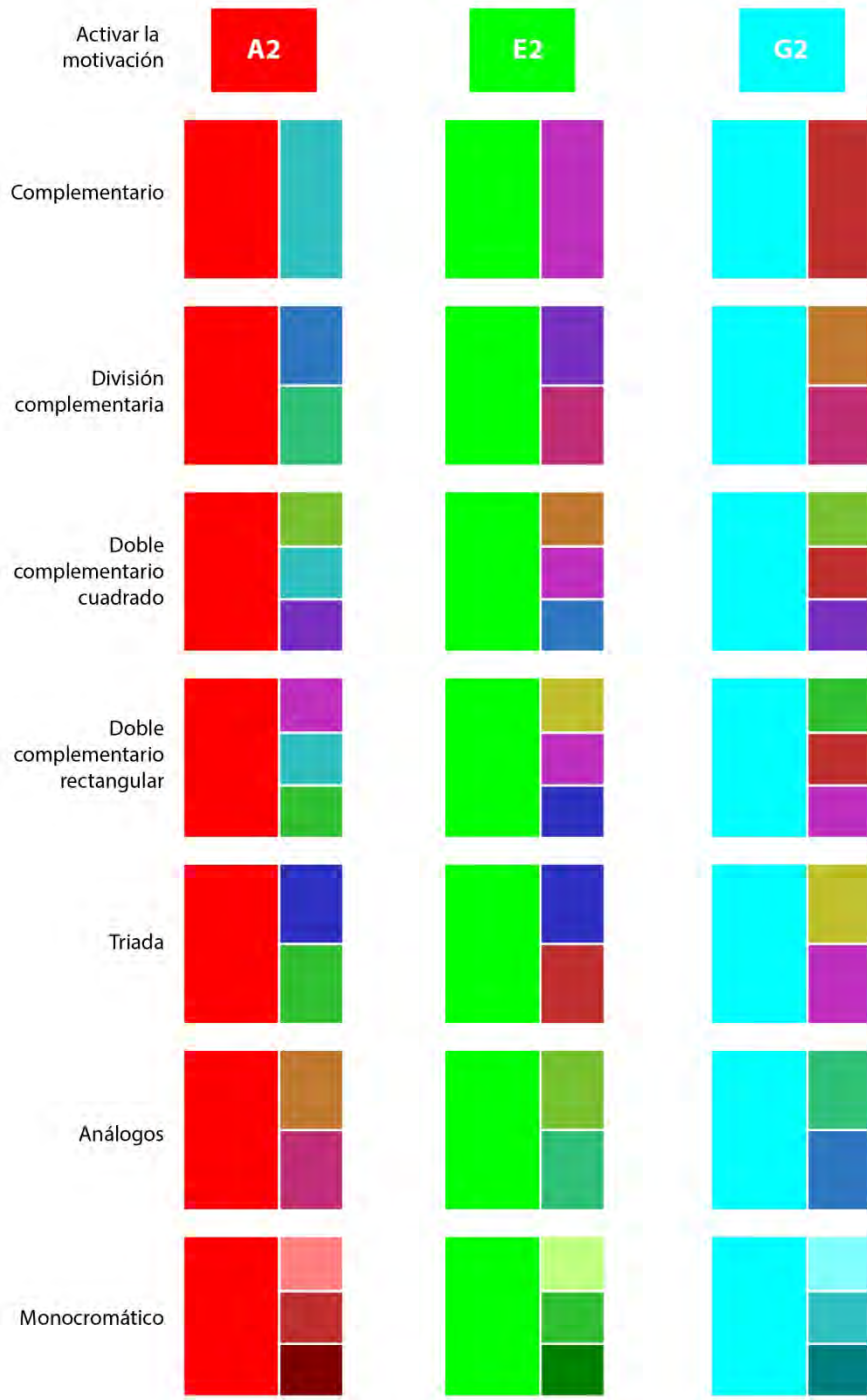 Activar la
motivación
A2
E2
G2
Complementario
División
complementaria
Doble
complementario
cuadrado
Doble
complementario
rectangular
Triada
Análogos
Monocromático